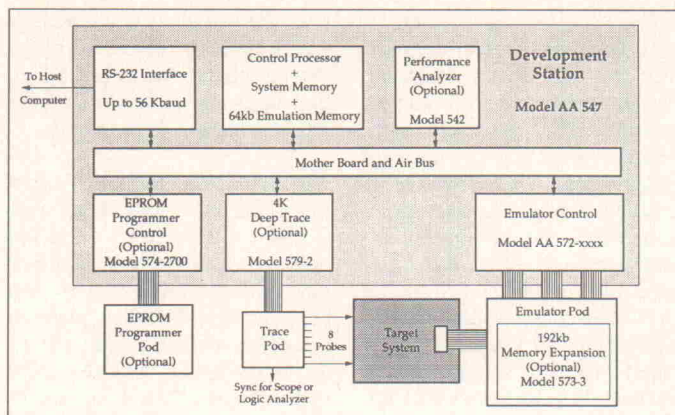 Development
Station
Model AA 547
To Host
Computer
RS-232 Interface
Up to 56 Kbaud
Control Processor
+
System Memory
+
64kb Emulation Memory
Performance
Analyzer
(Optional)
Model 542
Mother Board and Air Bus
EPROM
Programmer
Control
(Optional)
Model 574-2700
4K
Deep Trace
(Optional)
Model 579-2
Emulator Control
Model AA 572-xxxx
EPROM
Programmer
Pod
(Optional)
Trace
Pod
8
Probes
Sync for Scope or
Logic Analyzer
Target
System
Emulator Pod
192kb
Memory Expansion
(Optional)
Model 573-3